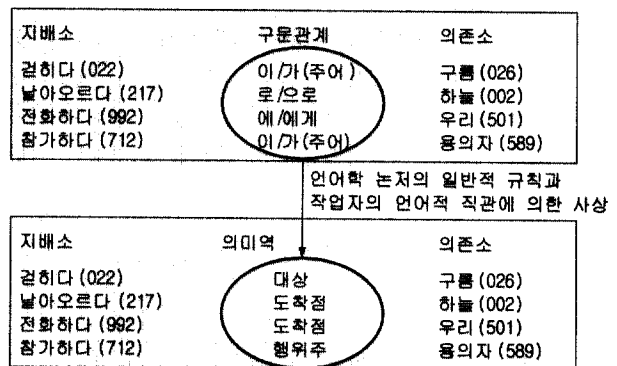 지배소 구문관계 의존소
걷히다 (022) 이/가 (주어) 구름 (026)
날아오르다 (217) 로/으로 하늘 (002)
전화하다 (992) 에/에게 우리 (501)
참가하다 (712) 이/가 (주어) 용의자 (589)
언어학 논저의 일반적 규칙과
작업자의 언어적 직관에 의한 사상
지배소 의미역 의존소
걷히다 (022) 대상 구름 (026)
날아오르다 (217) 도착점 하늘 (002)
전화하다 (992) 도착점 우리 (501)
참가하다 (712) 행위주 용의자 (589)